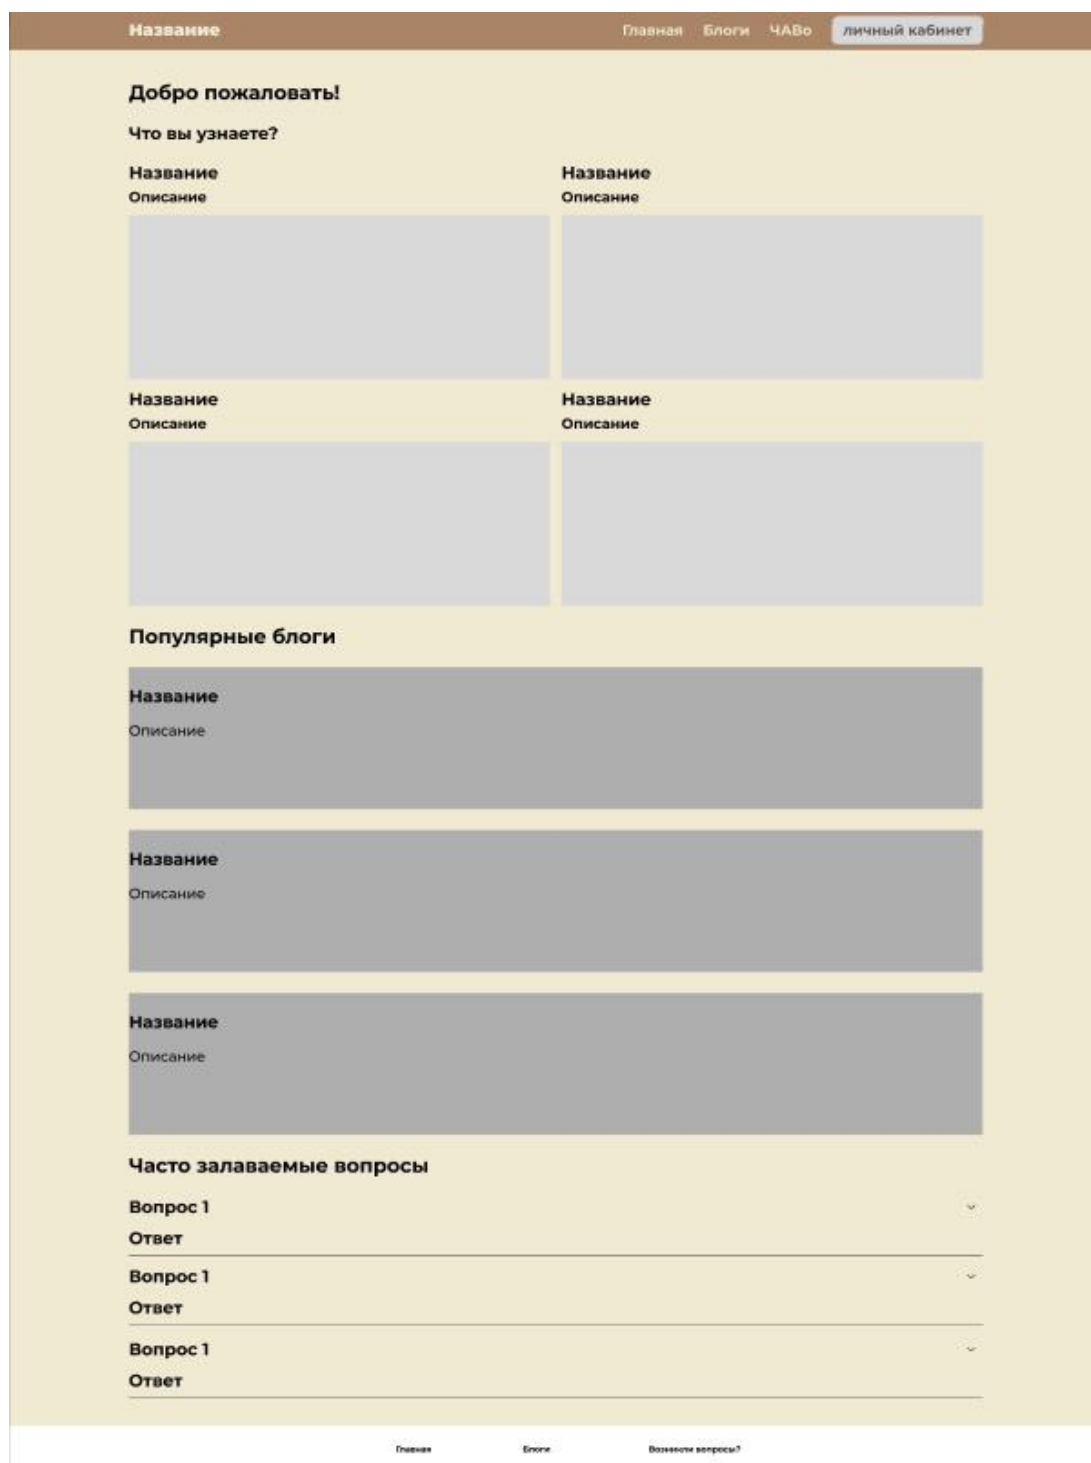 Название Главная Блоги ЧАВо личный кабинет
Добро пожаловать!
Что вы узнаете?
Название Название
Описание Описание
Название Название
Описание Описание
Популярные блоги
Название
Описание
Название
Описание
Название
Описание
Часто залаваемые вопросы
Вопрос 1
Ответ
Вопрос 1
Ответ
Вопрос 1
Ответ
Главная Блоги Возникли вопросы?